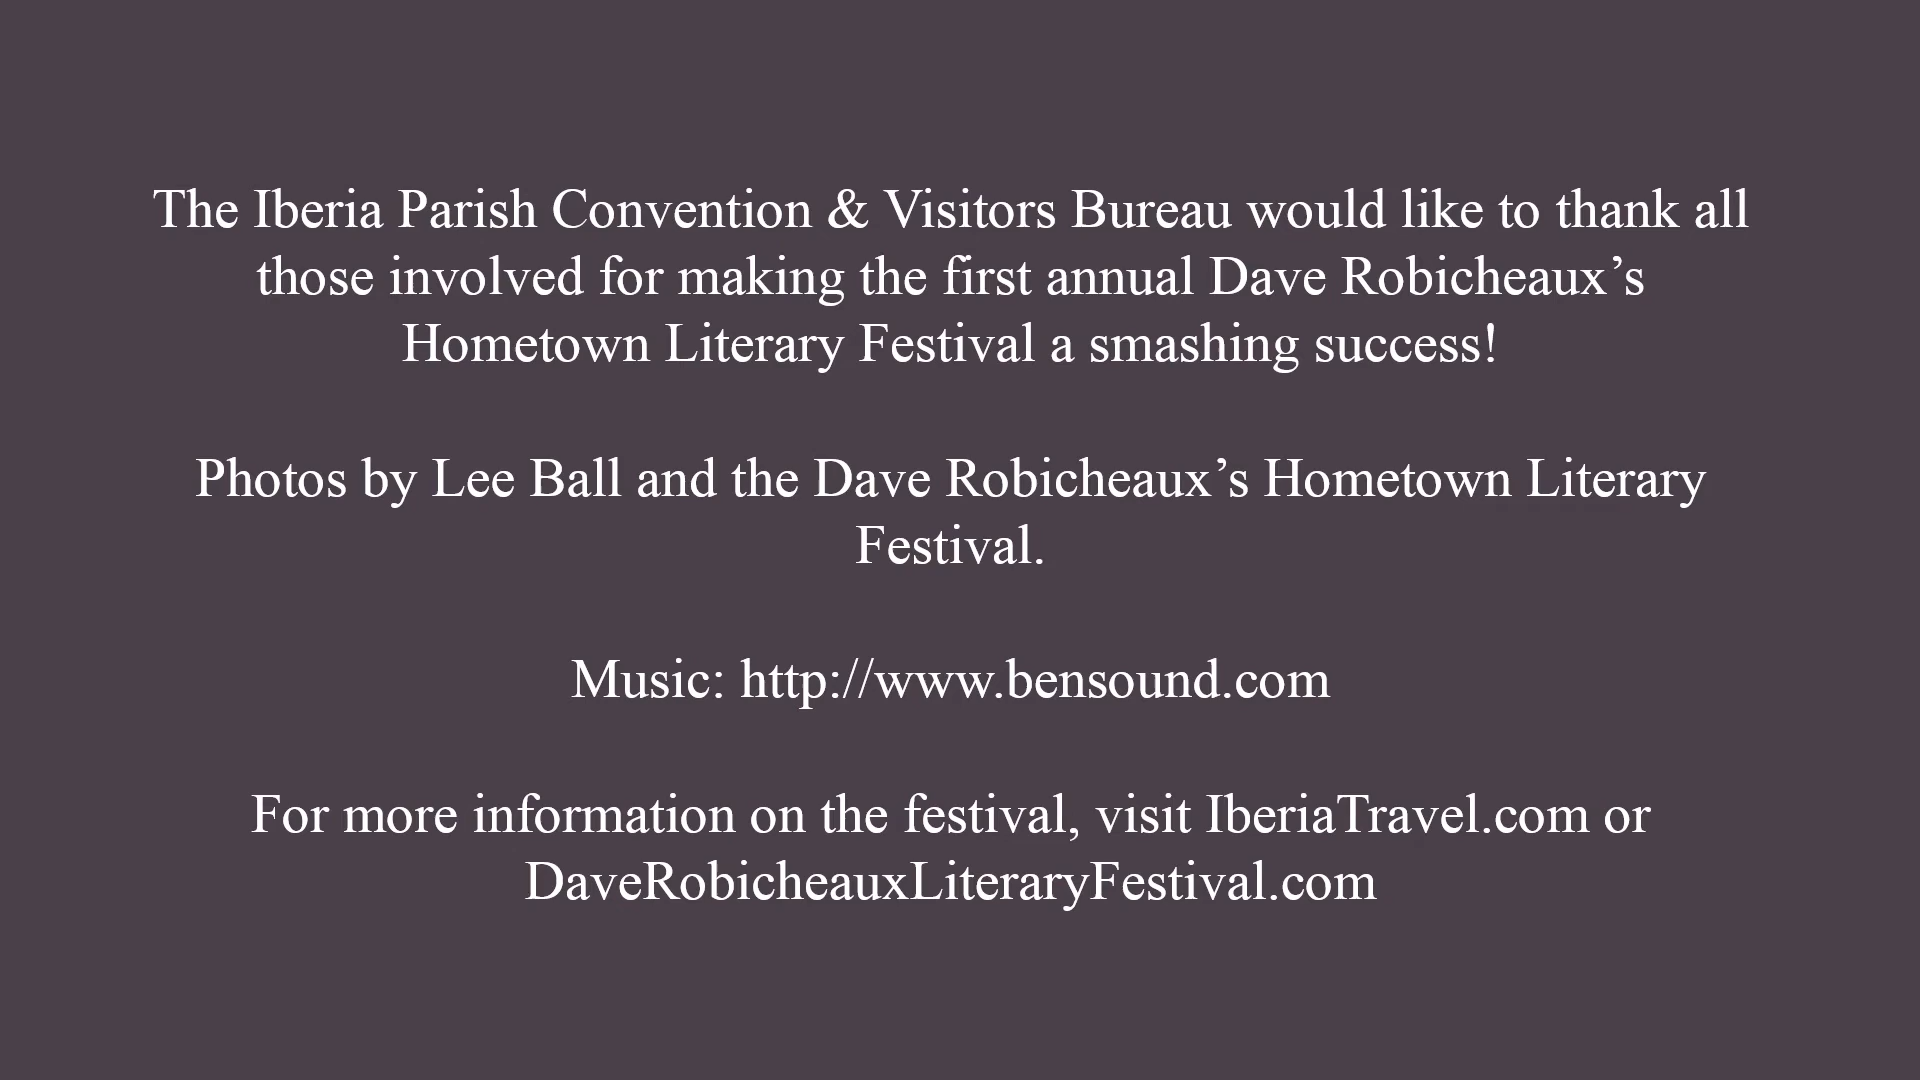 The Iberia Parish Convention & Visitors Bureau would like to thank all
those involved for making the first annual Dave Robicheaux’s
Hometown Literary Festival a smashing success!
Photos by Lee Ball and the Dave Robicheaux’s Hometown Literary
Festival.
Music: http://www.bensound.com
For more information on the festival, visit IberiaTravel.com or
DaveRobicheauxLiteraryFestival.com